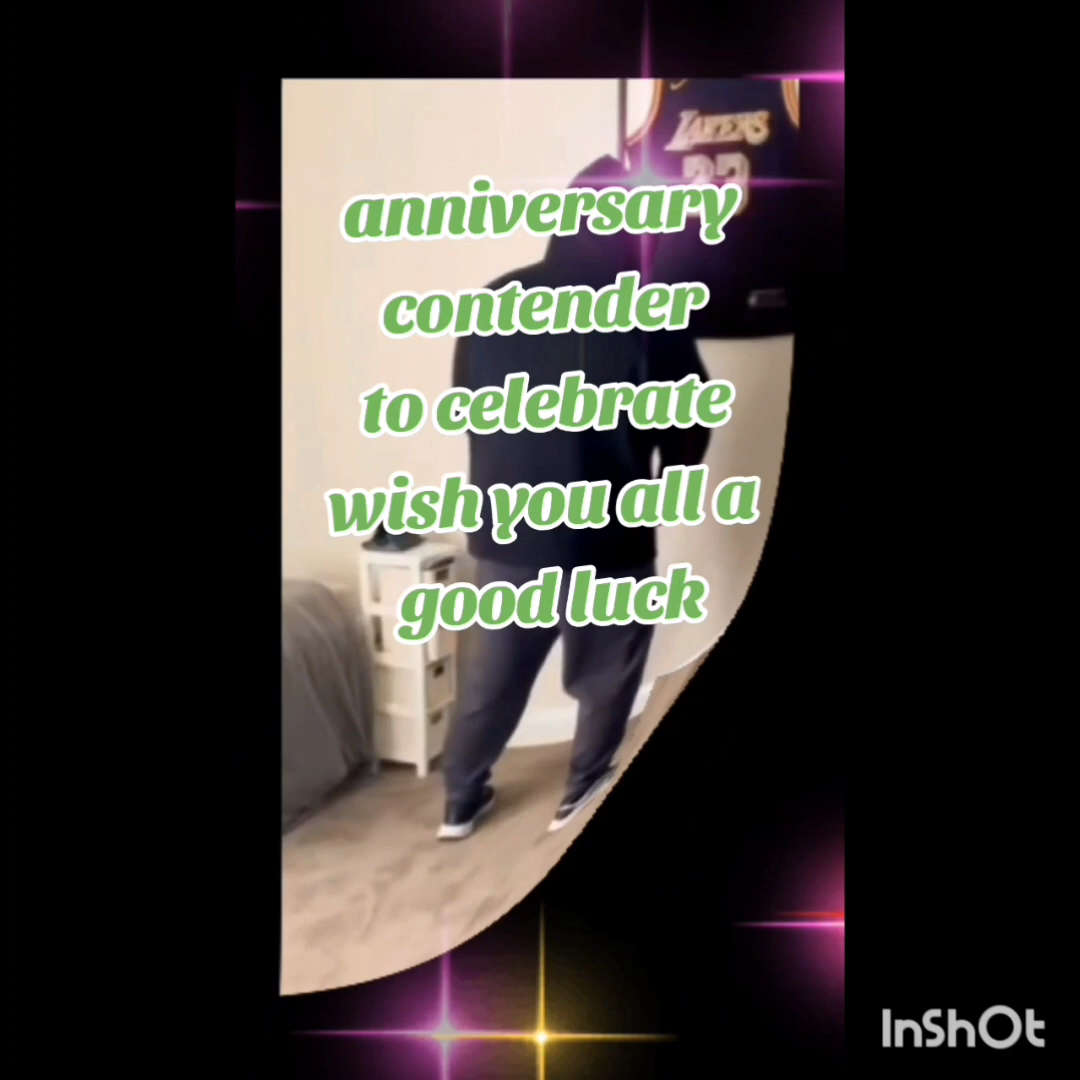 LAKERS
anniversary
contender
to celebrate
wish you all a
good luck
InShOt